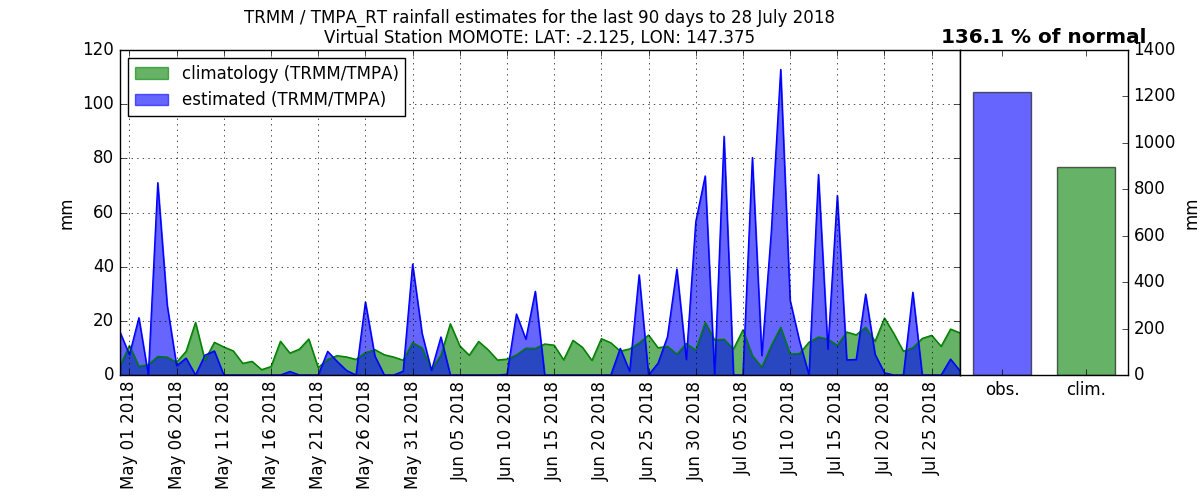 TRMM / TMPA_RT rainfall estimates for the last 90 days to 28 July 2018
Virtual Station MOMOTE: LAT: -2.125, LON: 147.375
136.1 % of normal
climatology (TRMM/TMPA)
estimated (TRMM/TMPA)
mm
120
100
80
60
40
20
0
May 01 2018
May 06 2018
May 11 2018
May 16 2018
May 21 2018
May 26 2018
May 31 2018
Jun 05 2018
Jun 10 2018
Jun 15 2018
Jun 20 2018
Jun 25 2018
Jun 30 2018
Jul 05 2018
Jul 10 2018
Jul 15 2018
Jul 20 2018
Jul 25 2018
obs.
clim.
1400
1200
1000
800
600
400
200
0
mm